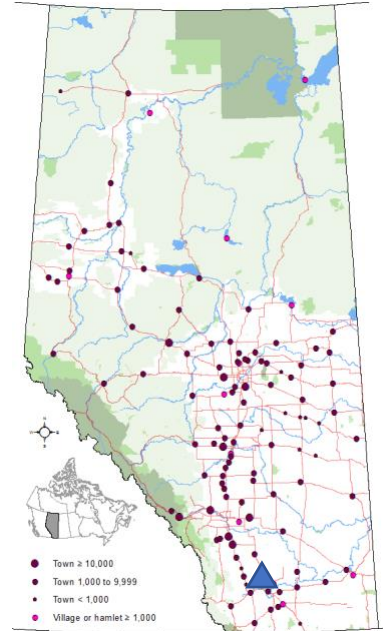 Town ≥ 10,000
Town 1,000 to 9,999
Town < 1,000
Village or hamlet ≥ 1,000